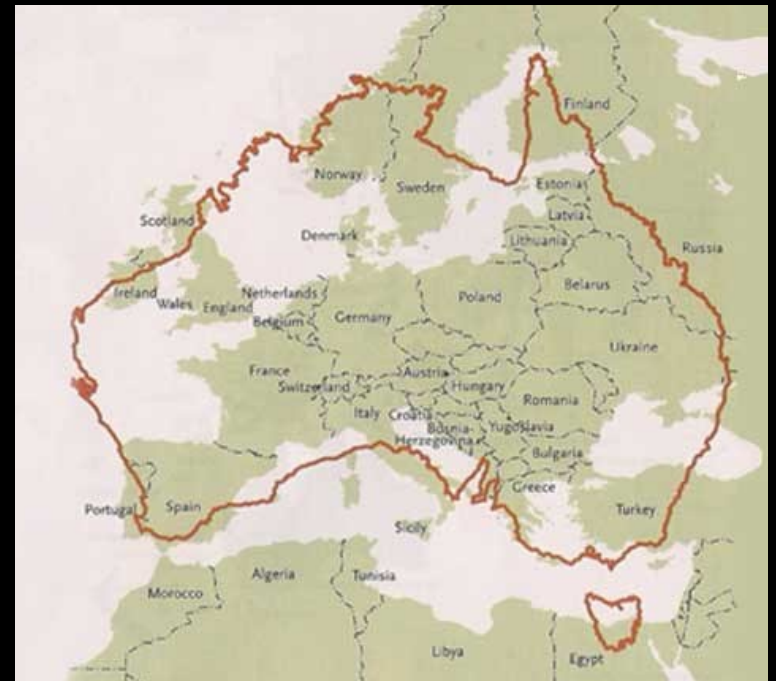 Finland
Norway
Sweden
Estonia
Scotland
Latvia
Denmark
Lithuania
Russia
Ireland
Wales
England
Netherlands
Belgium
Germany
Poland
Belarus
Ukraine
France
Switzerland
Austria
Hungary
Romania
Italy
Croatia
Bosnia-
Herzegovina
Yugoslavia
Bulgaria
Greece
Portugal
Spain
Sicily
Turkey
Morocco
Algeria
Tunisia
Libya
Egypt